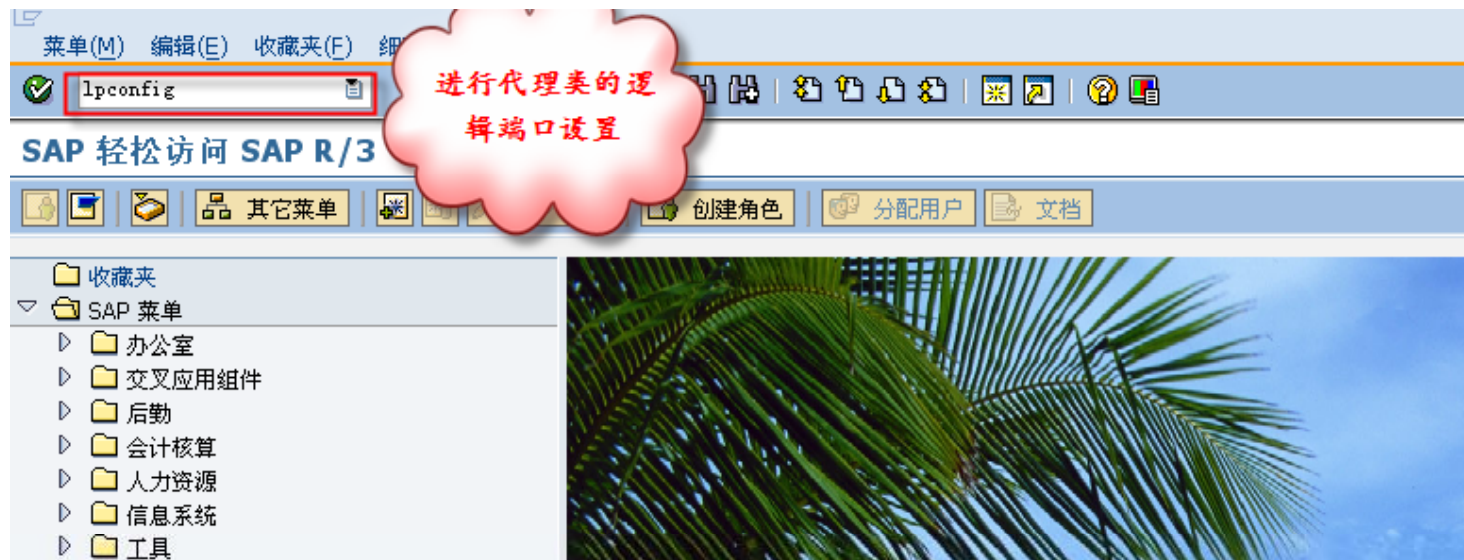 菜单(M) 编辑(E) 收藏夹(F)
进行代理类的逻
辑端口设置
lpconfig
SAP 轻松访问 SAP R/3
其它菜单 创建角色 分配用户 文档
收藏夹
SAP 菜单
办公室
交叉应用组件
后勤
会计核算
人力资源
信息系统
工具